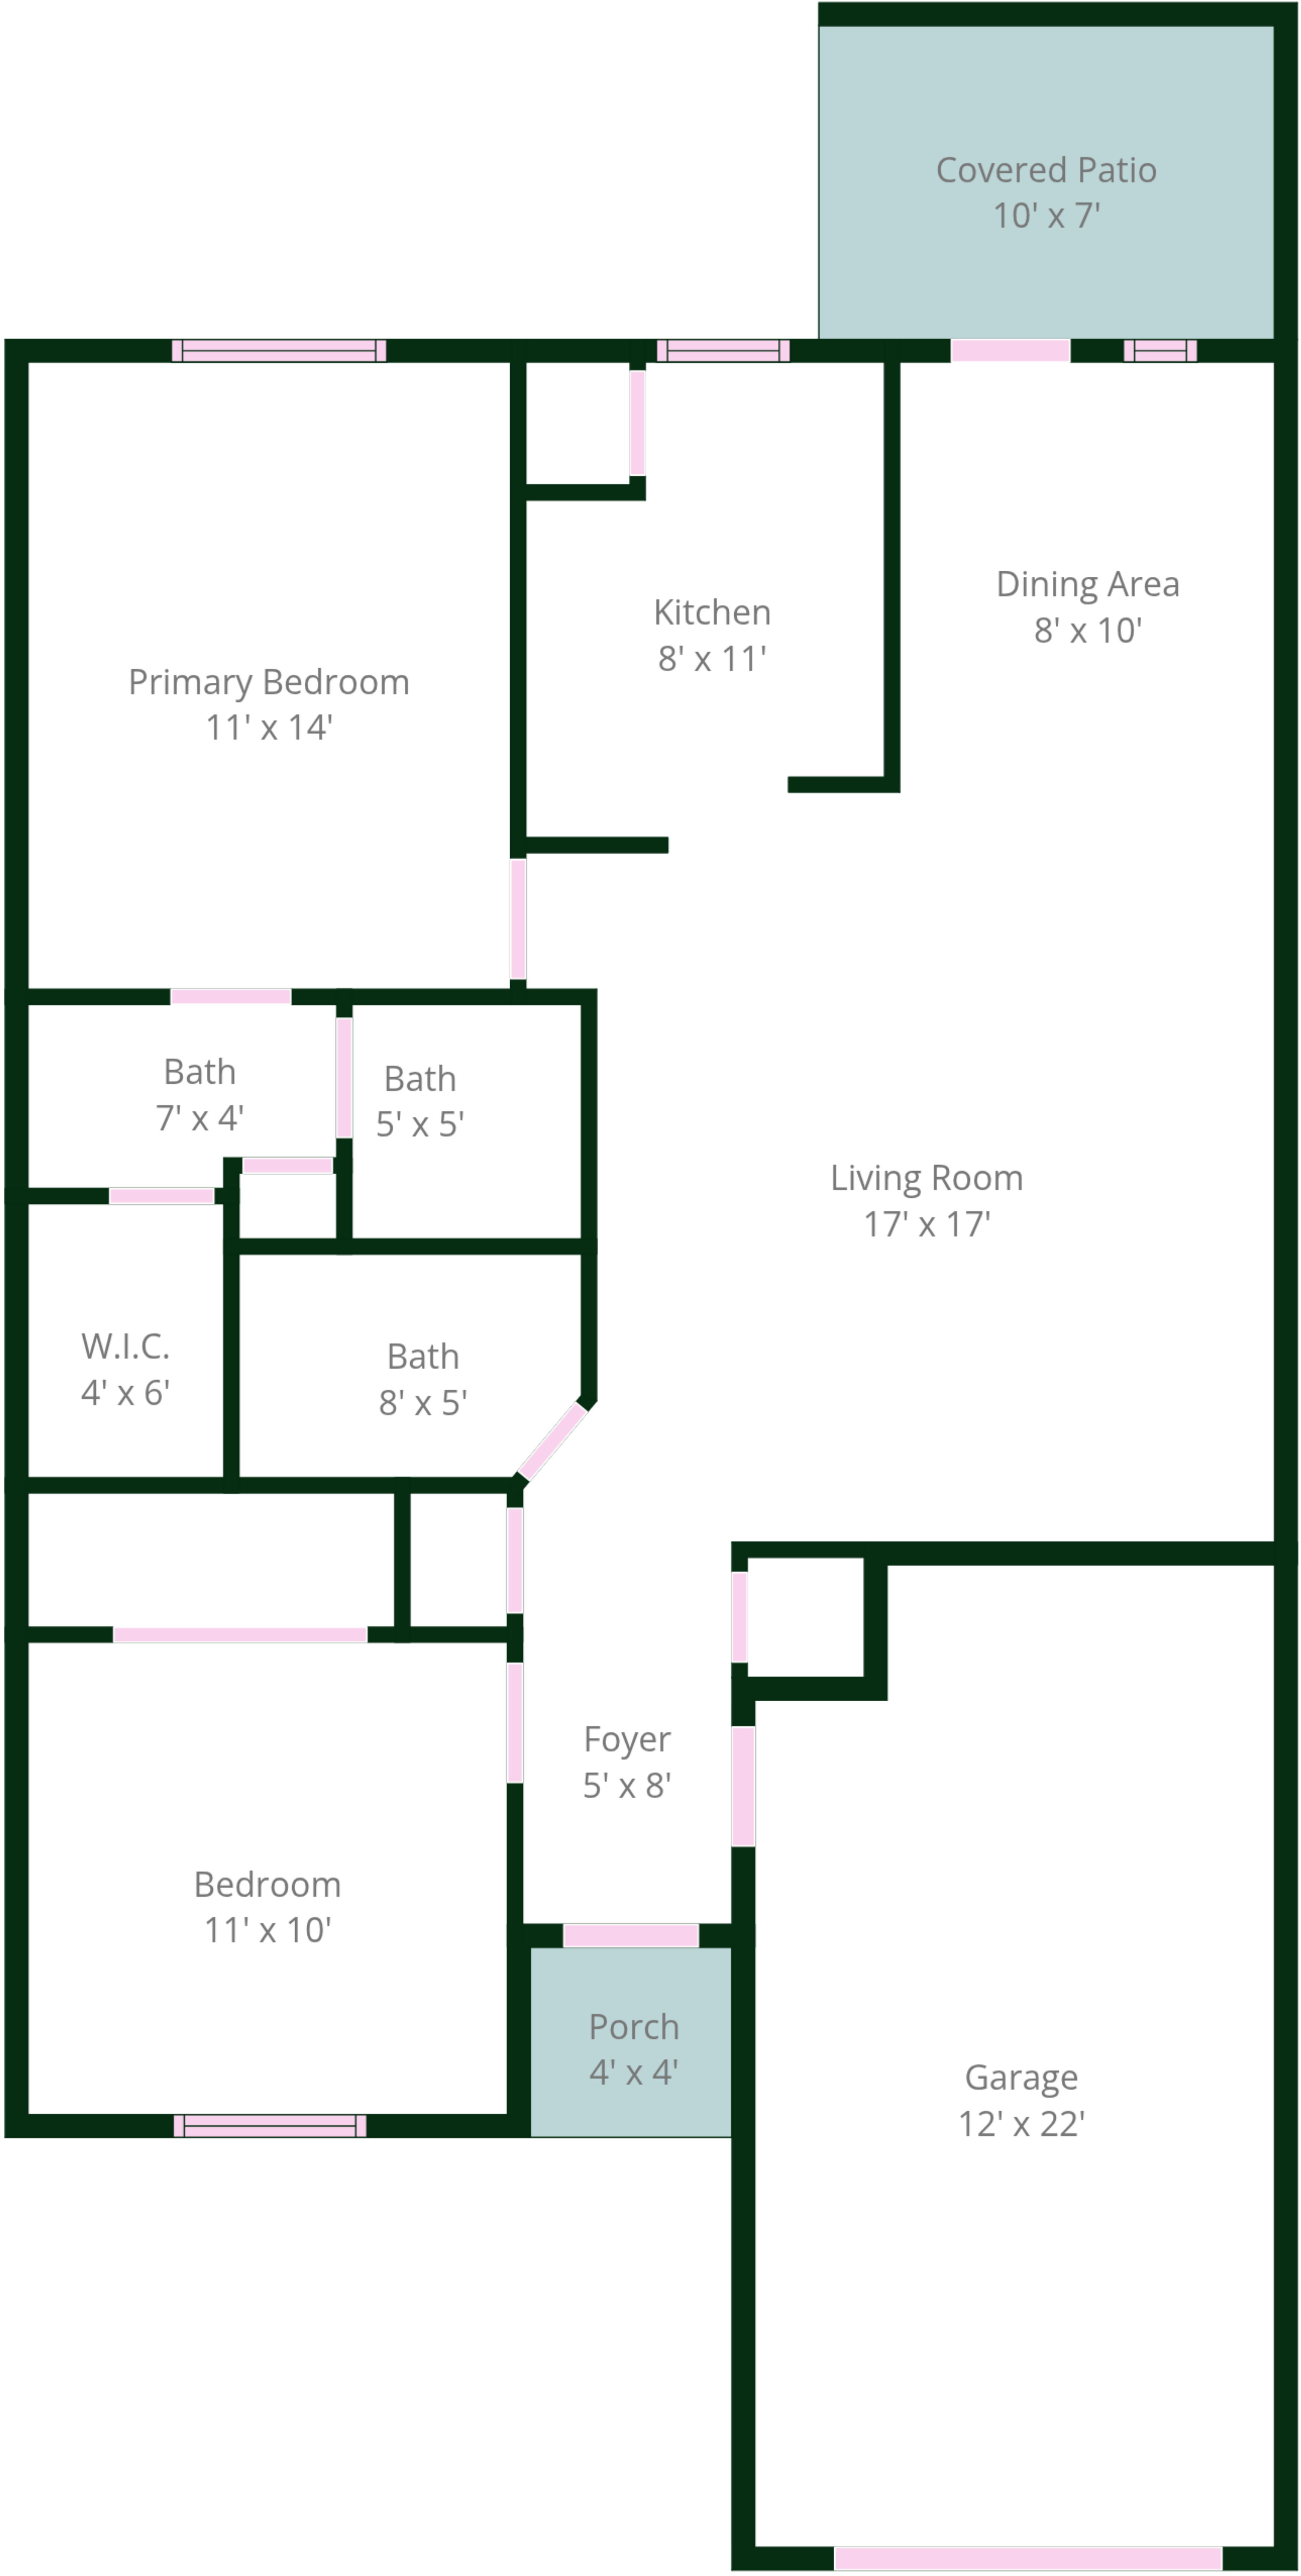 Covered Patio
10' x 7'
Dining Area
8' x 10'
Kitchen
8' x 11'
Primary Bedroom
11' x 14'
Bath
7' x 4'
Bath
5' x 5'
Living Room
17' x 17'
W.I.C.
4' x 6'
Bath
8' x 5'
Foyer
5' x 8'
Bedroom
11' x 10'
Porch
4' x 4'
Garage
12' x 22'